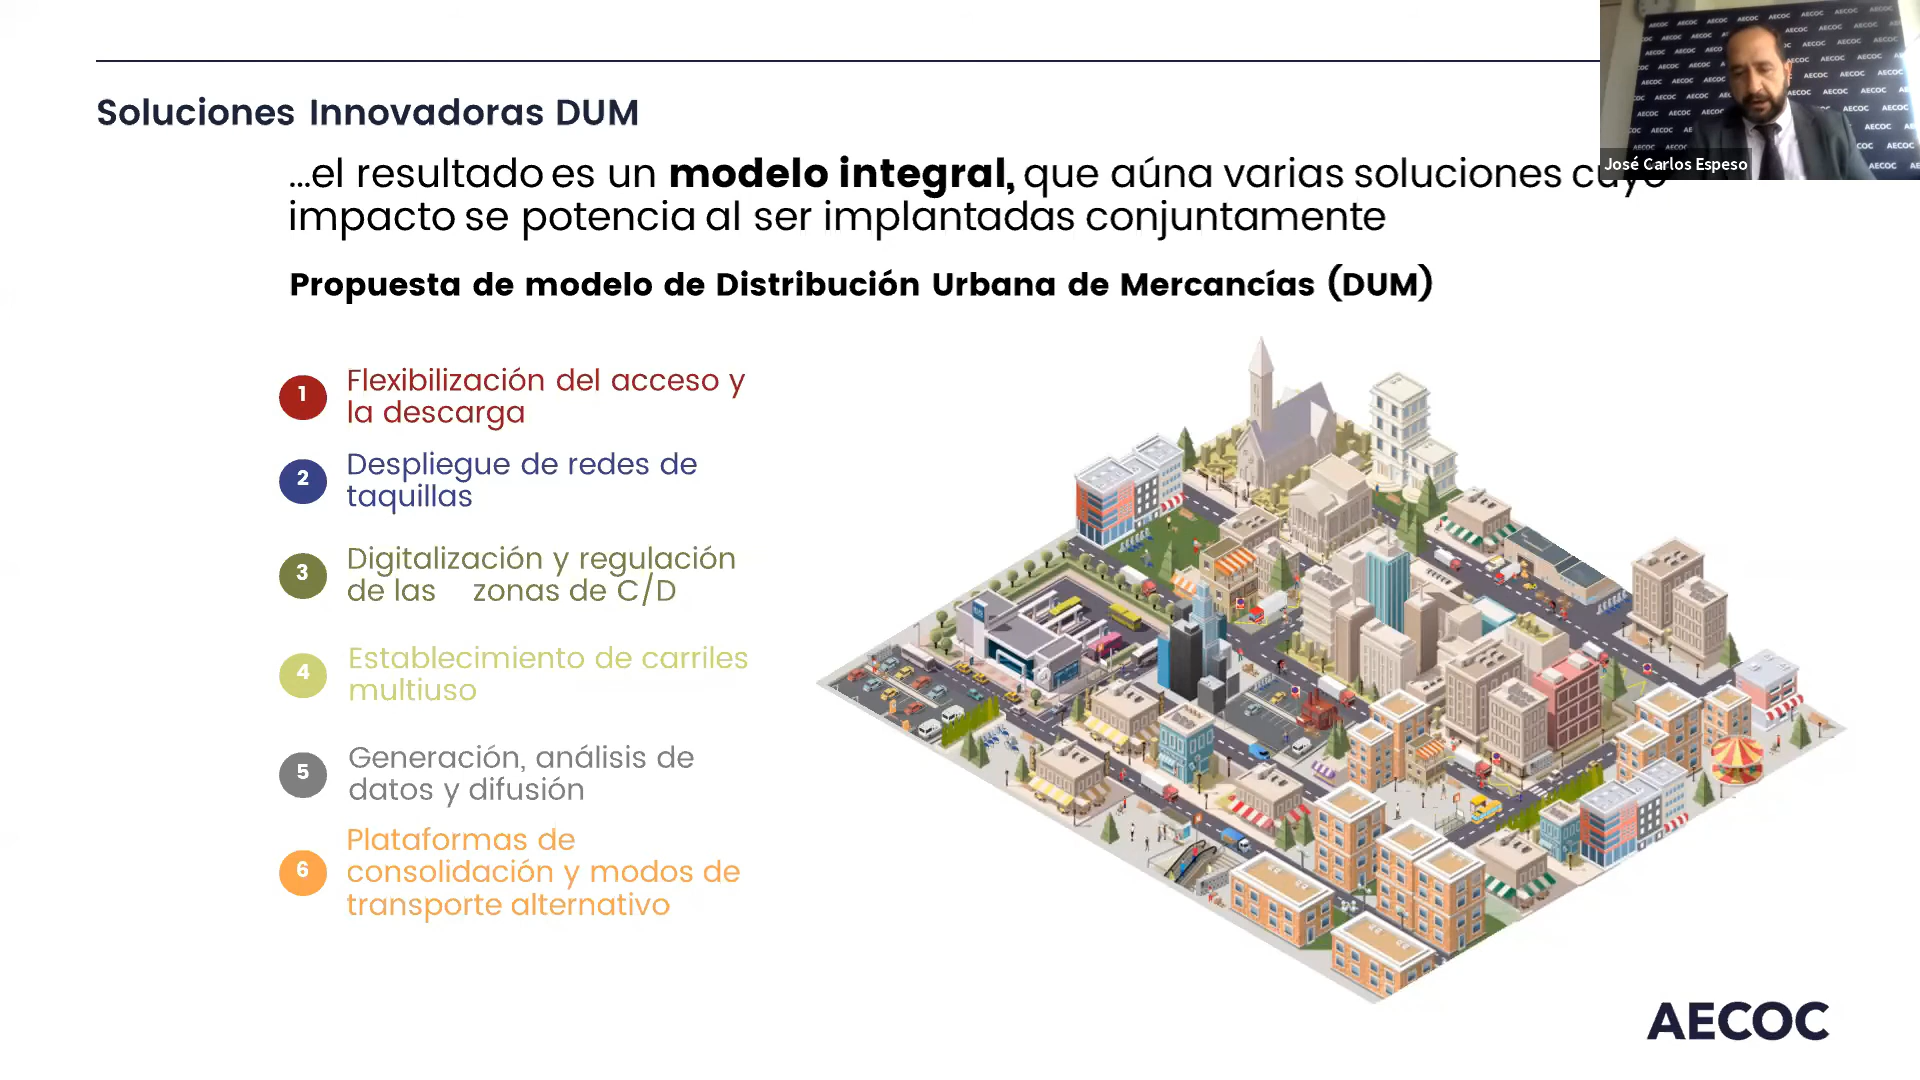 Soluciones Innovadoras DUM
...el resultado es un modelo integral, que aúna varias soluciones cuyo
impacto se potencia al ser implantadas conjuntamente
Propuesta de modelo de Distribución Urbana de Mercancías (DUM)
1 Flexibilización del acceso y
la descarga
2 Despliegue de redes de
taquillas
3 Digitalización y regulación
de las zonas de C/D
4 Establecimiento de carriles
multiuso
5 Generación, análisis de
datos y difusión
6 Plataformas de
consolidación y modos de
transporte alternativo
José Carlos Espeso
AECOC